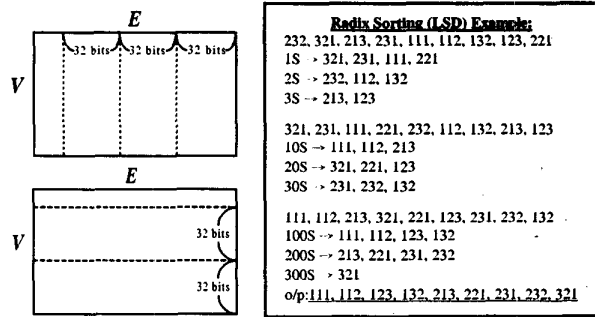 E
32 bits 32 bits 32 bits
V
E
V
32 bits
32 bits
Radix Sorting (LSD) Example:
232, 321, 213, 231, 111, 112, 132, 123, 221
1S → 321, 231, 111, 221
2S → 232, 112, 132
3S → 213, 123
321, 231, 111, 221, 232, 112, 132, 213, 123
10S → 111, 112, 213
20S → 321, 221, 123
30S → 231, 232, 132
111, 112, 213, 321, 221, 123, 231, 232, 132
100S → 111, 112, 123, 132
200S → 213, 221, 231, 232
300S → 321
o/p:111, 112, 123, 132, 213, 221, 231, 232, 321